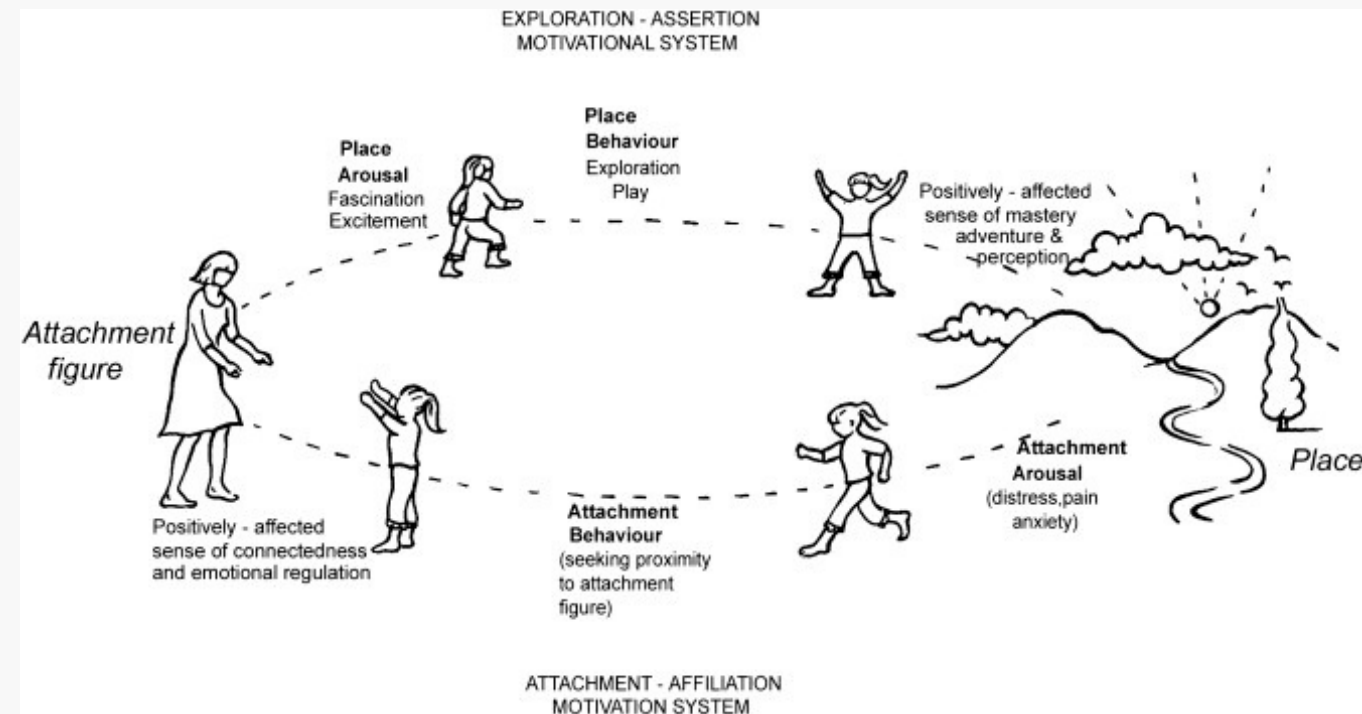 EXPLORATION - ASSERTION
MOTIVATIONAL SYSTEM
Place
Arousal
Fascination
Excitement
Place
Behaviour
Exploration
Play
Positively - affected
sense of mastery
adventure &
perception
Attachment
figure
Place
Attachment
Arousal
(distress,pain
anxiety)
Attachment
Behaviour
(seeking proximity
to attachment
figure)
Positively - affected
sense of connectedness
and emotional regulation
ATTACHMENT - AFFILIATION
MOTIVATION SYSTEM